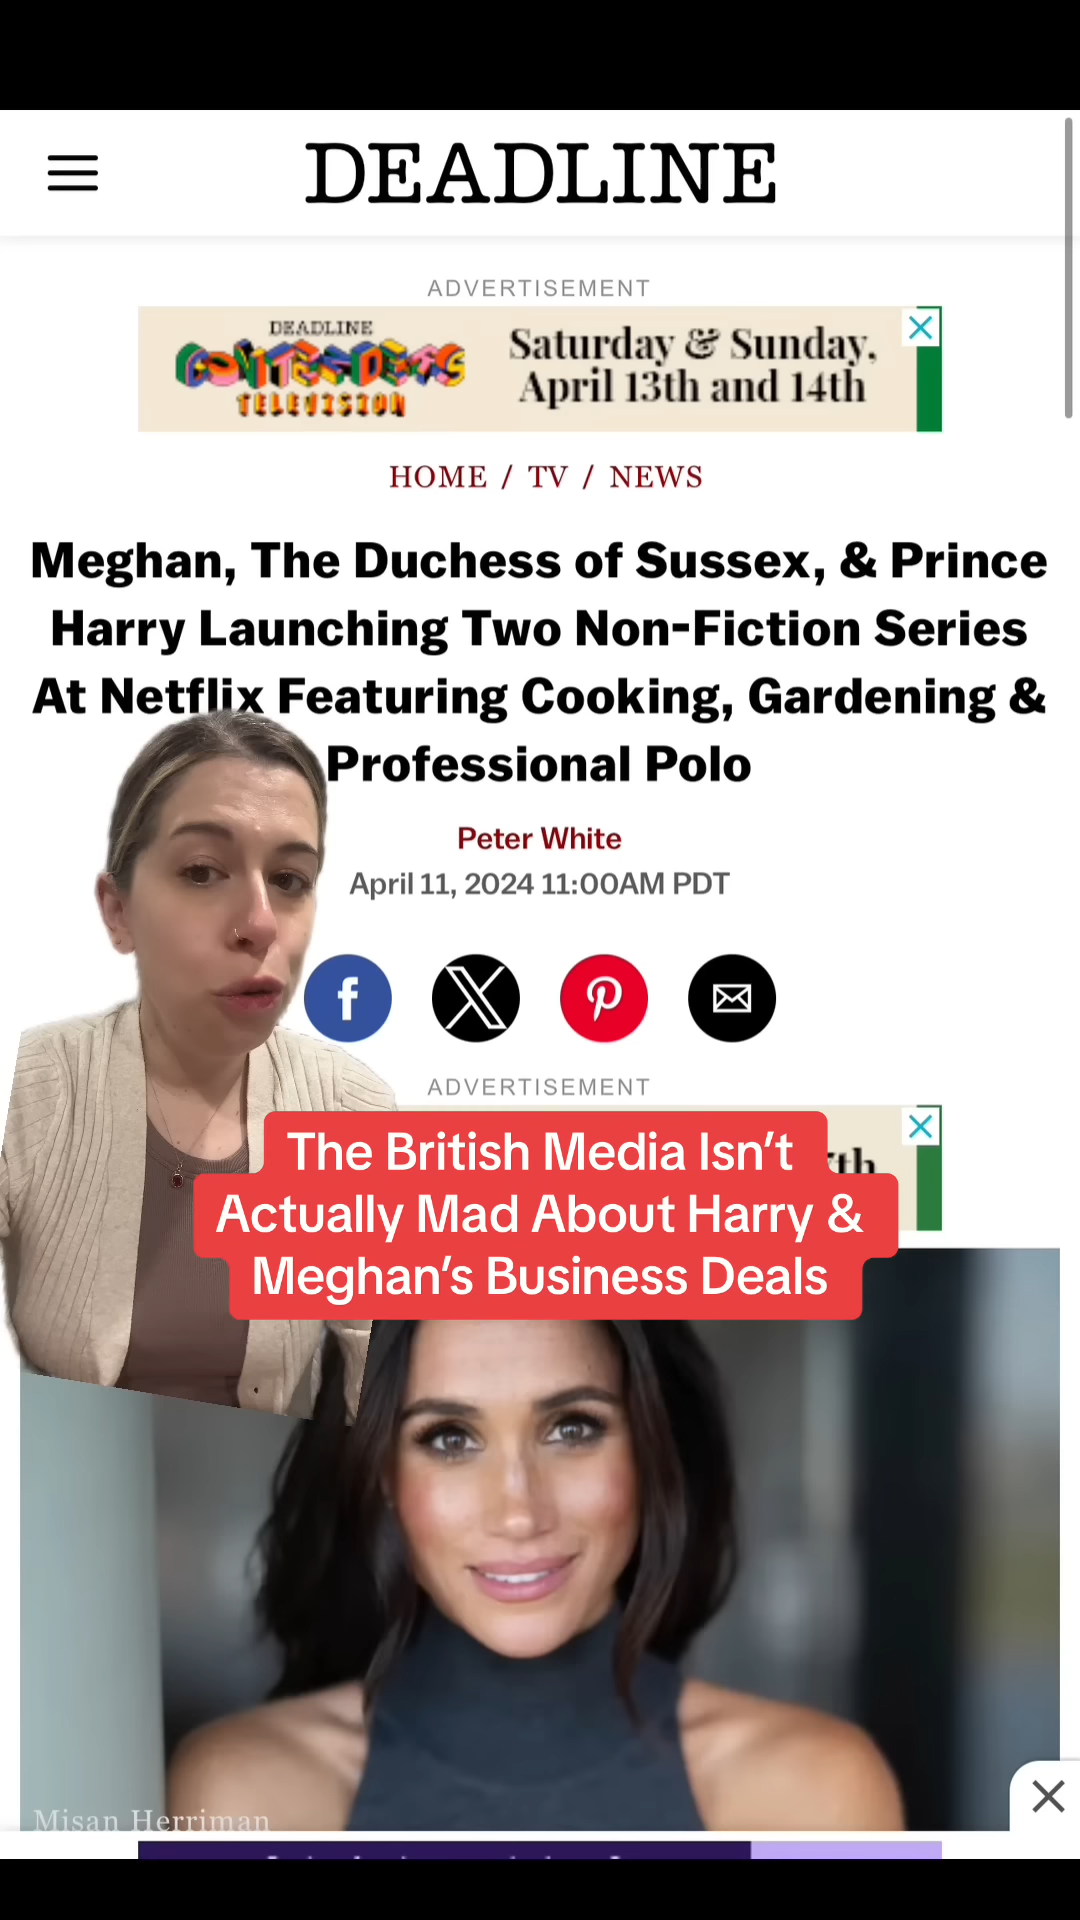 DEADLINE
ADVERTISEMENT
DEADLINE
CONTENDERS
TELEVISION
Saturday & Sunday,
April 13th and 14th
HOME / TV / NEWS
Meghan, The Duchess of Sussex, & Prince
Harry Launching Two Non-Fiction Series
At Netflix Featuring Cooking, Gardening &
Professional Polo
Peter White
April 11, 2024 11:00AM PDT
ADVERTISEMENT
The British Media Isn’t
Actually Mad About Harry &
Meghan’s Business Deals
Misan Herriman